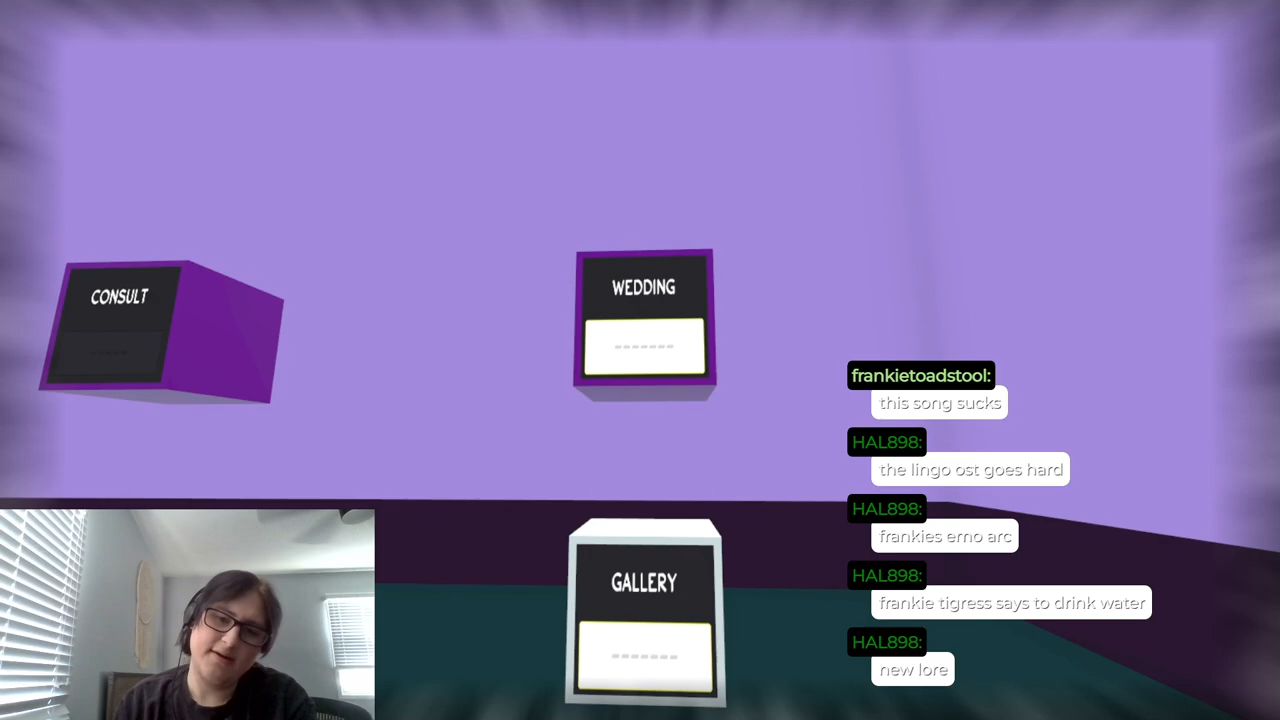 CONSULT
-----
WEDDING
-------
GALLERY
-------
frankietoadstool:
this song sucks
HAL898:
the lingo ost goes hard
HAL898:
frankies emo arc
HAL898:
frankie tigress says to drink water
HAL898:
new lore